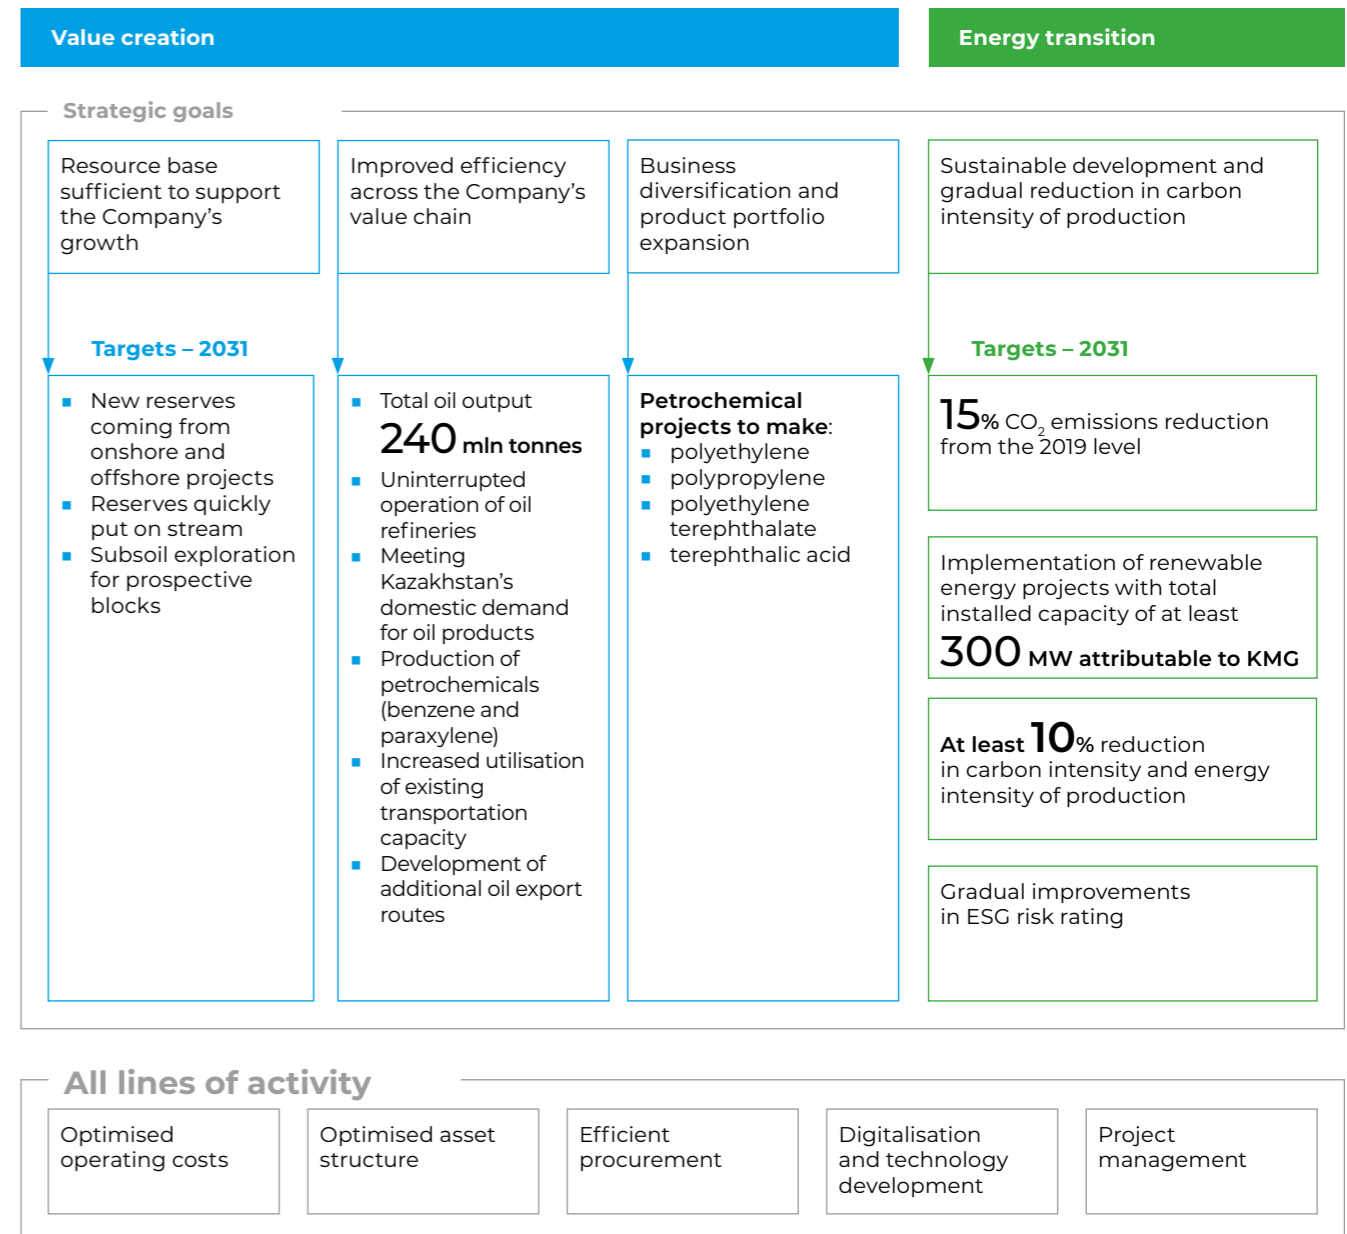 Value creation
Energy transition
Strategic goals
Resource base
sufficient to support
the Company's
growth
Improved efficiency
across the Company's
value chain
Business
diversification and
product portfolio
expansion
Sustainable development and
gradual reduction in carbon
intensity of production
Targets – 2031
Targets – 2031
▪ New reserves
coming from
onshore and
offshore projects
▪ Reserves quickly
put on stream
▪ Subsoil exploration
for prospective
blocks
▪ Total oil output
240 mln tonnes
▪ Uninterrupted
operation of oil
refineries
▪ Meeting
Kazakhstan's
domestic demand
for oil products
▪ Production of
petrochemicals
(benzene and
paraxylene)
▪ Increased utilisation
of existing
transportation
capacity
▪ Development of
additional oil export
routes
Petrochemical
projects to make:
▪ polyethylene
▪ polypropylene
▪ polyethylene
terephthalate
▪ terephthalic acid
15% CO₂ emissions reduction
from the 2019 level
Implementation of renewable
energy projects with total
installed capacity of at least
300 MW attributable to KMG
At least 10% reduction
in carbon intensity and energy
intensity of production
Gradual improvements
in ESG risk rating
All lines of activity
Optimised
operating costs
Optimised asset
structure
Efficient
procurement
Digitalisation
and technology
development
Project
management